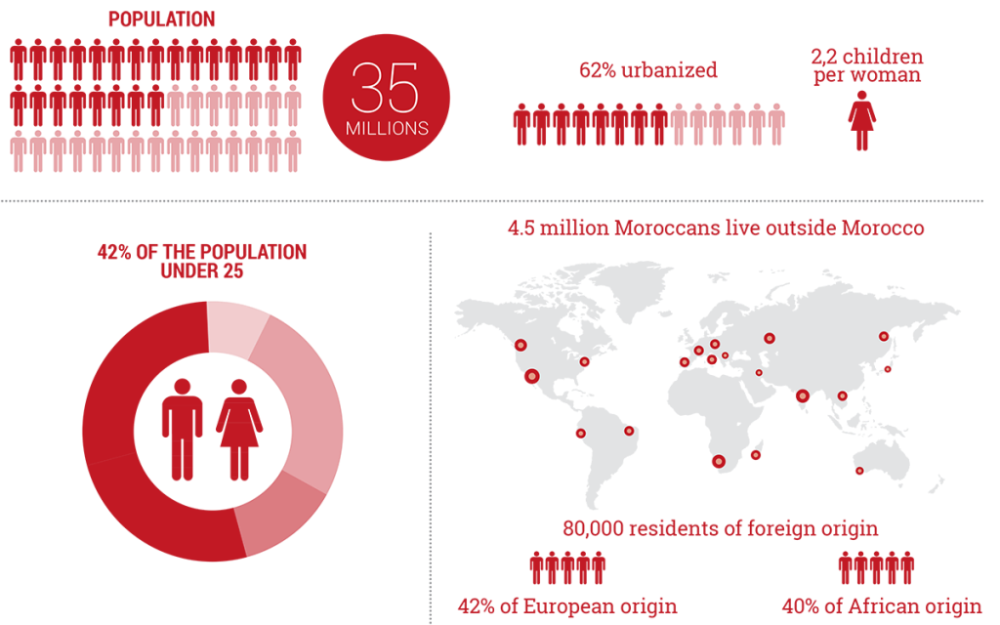 POPULATION
35
MILLIONS
62% urbanized
2,2 children
per woman
42% OF THE POPULATION
UNDER 25
4.5 million Moroccans live outside Morocco
80,000 residents of foreign origin
42% of European origin
40% of African origin